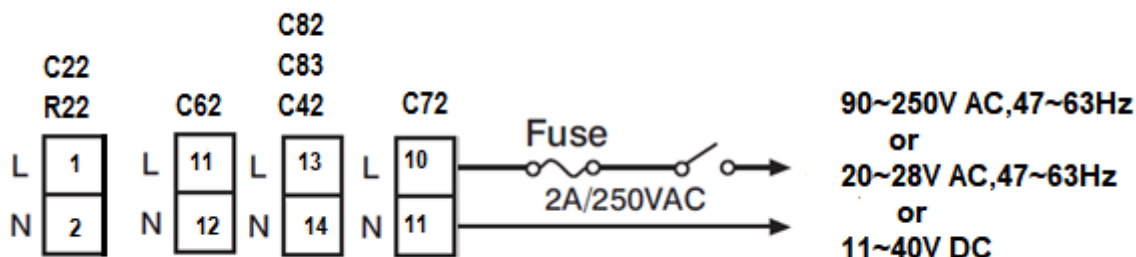 C82
C22 C83
R22 C62 C42 C72
90~250V AC,47~63Hz
Fuse
or
L 1 L 11 L 13 L 10
20~28V AC,47~63Hz
2A/250VAC
N 2 N 12 N 14 N 11
or
11~40V DC